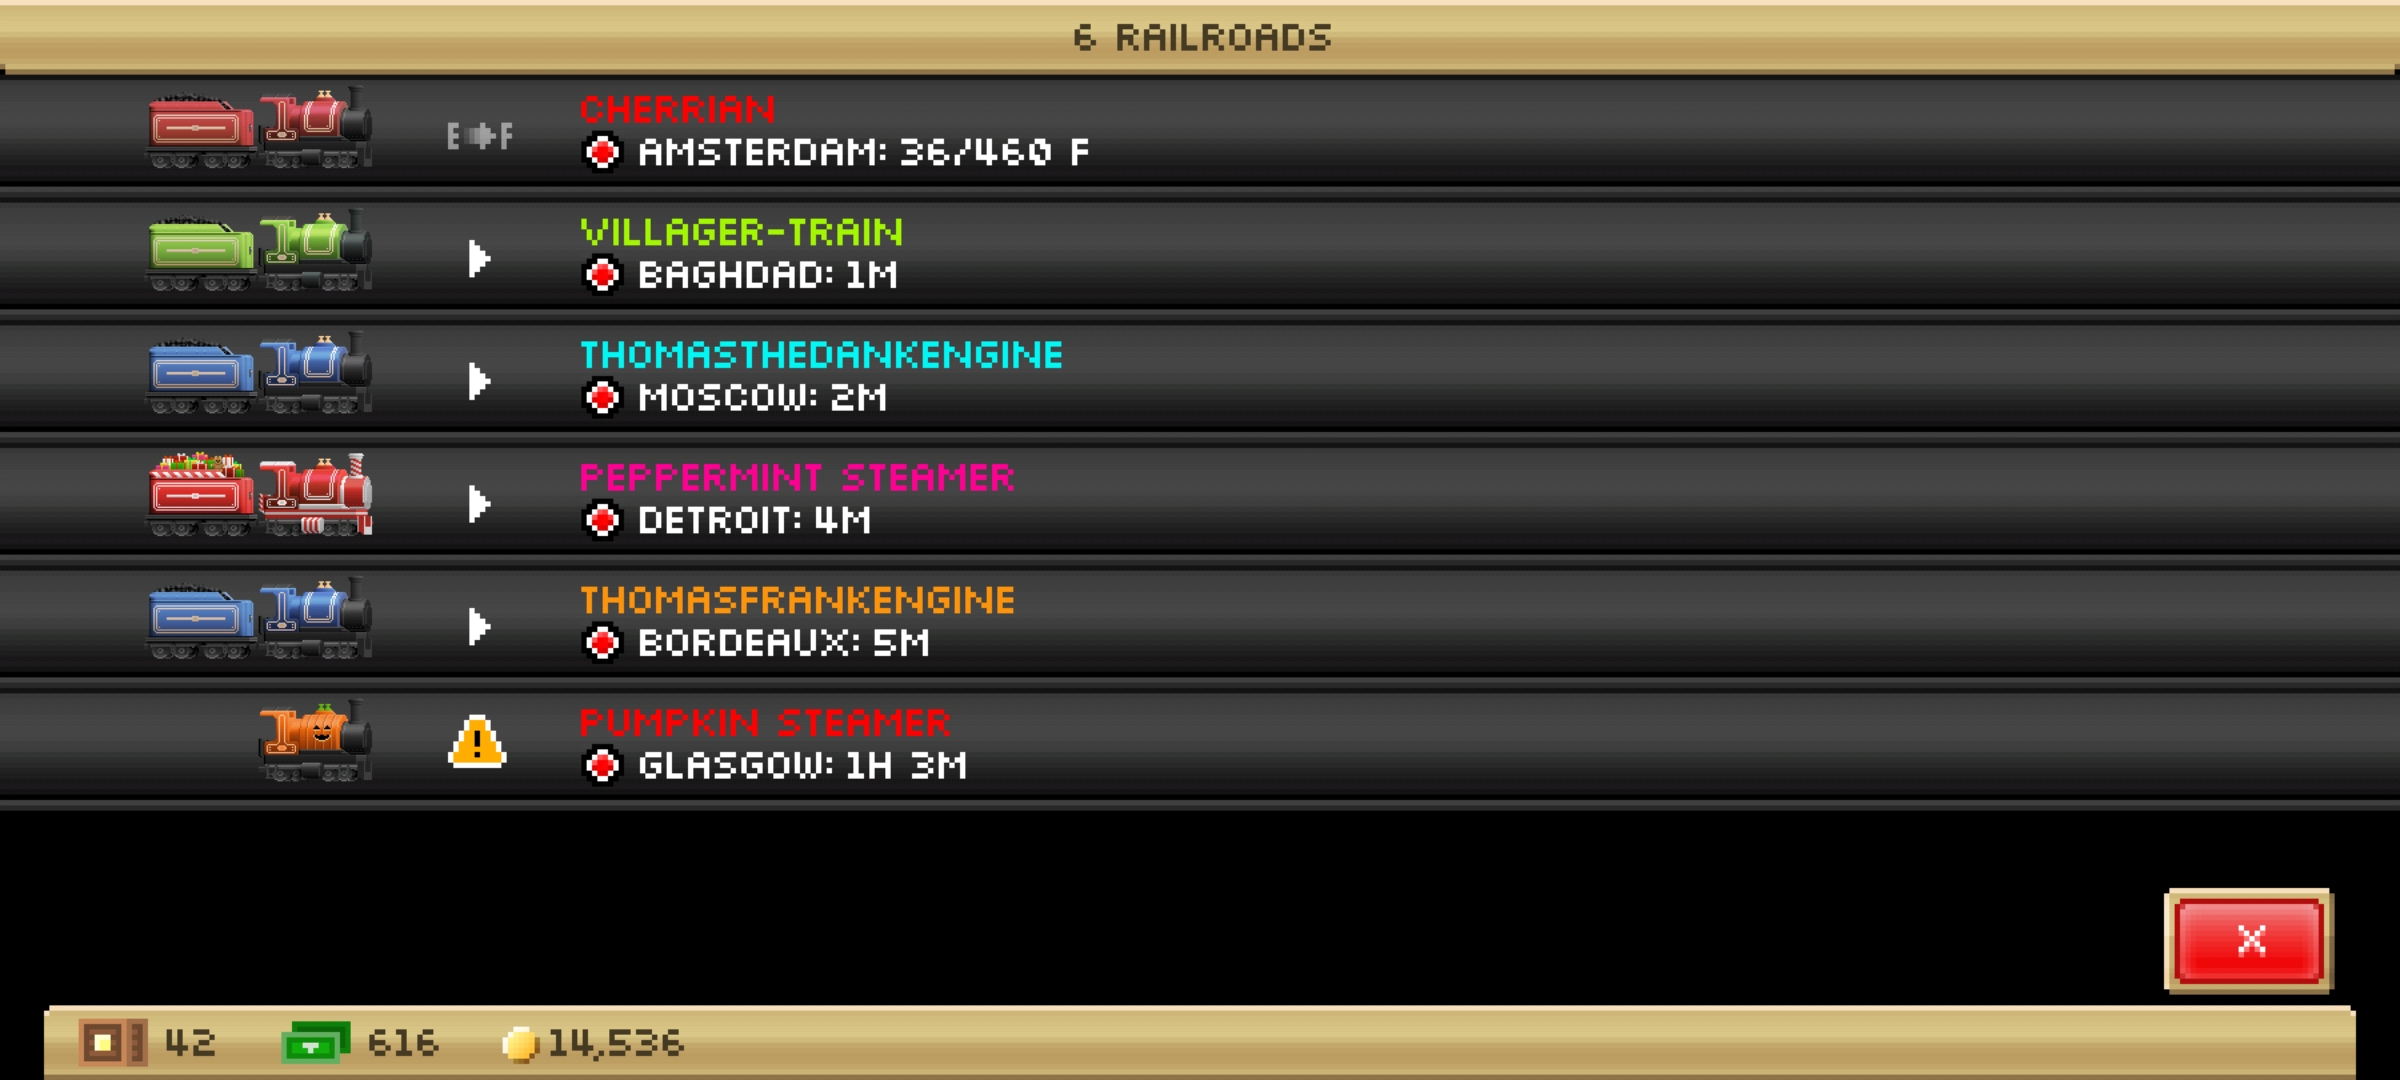 6 RAILROADS
E F
CHERRIAN
AMSTERDAM: 36/460 F
VILLAGER-TRAIN
BAGHDAD: 1M
THOMASTHEDANKENGINE
MOSCOW: 2M
PEPPERMINT STEAMER
DETROIT: 4M
THOMASFRANKENGINE
BORDEAUX: 5M
!
PUMPKIN STEAMER
GLASGOW: 1H 3M
X
42 616 14,536